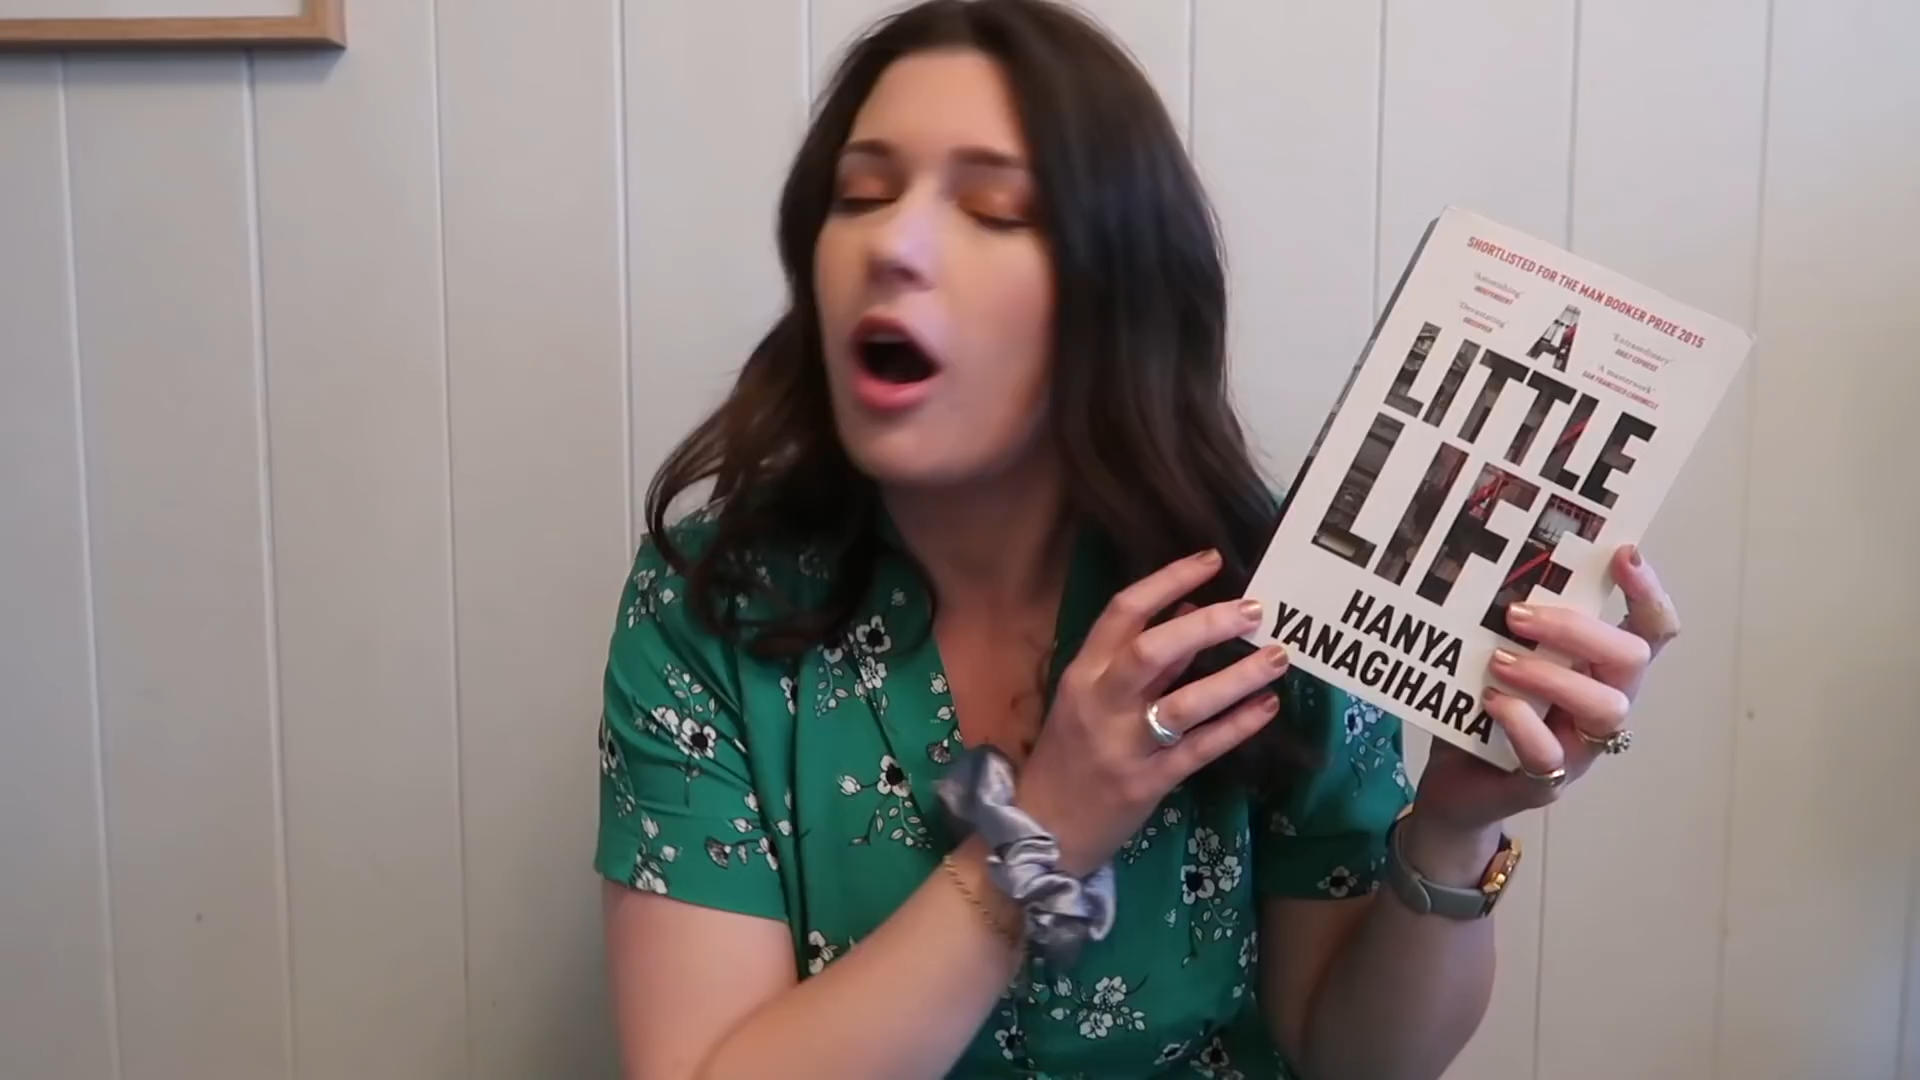 SHORTLISTED FOR THE MAN BOOKER PRIZE 2015
'Astonishing'
INDEPENDENT
'Devastating'
OBSERVER
'Extraordinary'
DAILY EXPRESS
'A masterwork'
SAN FRANCISCO CHRONICLE
A
LITTLE
LIFE
HANYA
YANAGIHARA